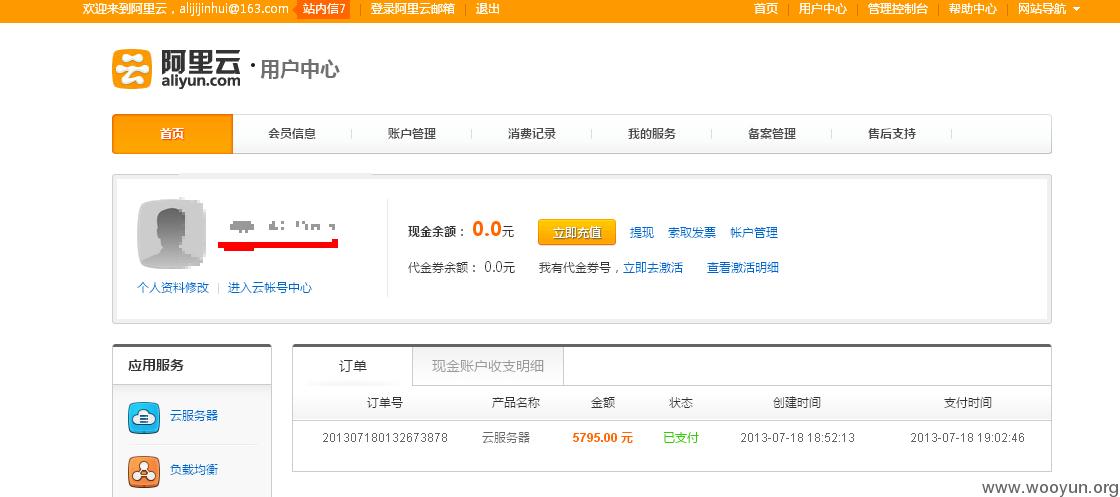 欢迎来到阿里云，alijijinhui@163.com 站内信7 登录阿里云邮箱 退出 首页 用户中心 管理控制台 帮助中心 网站导航
阿里云 aliyun.com · 用户中心
首页 会员信息 账户管理 消费记录 我的服务 备案管理 售后支持
现金余额： 0.0元 立即充值 提现 索取发票 帐户管理
代金券余额： 0.0元 我有代金券号，立即去激活 查看激活明细
个人资料修改 进入云帐号中心
应用服务
云服务器
负载均衡
订单 现金账户收支明细
订单号 产品名称 金额 状态 创建时间 支付时间
201307180132673878 云服务器 5795.00 元 已支付 2013-07-18 18:52:13 2013-07-18 19:02:46
www.wooyun.org